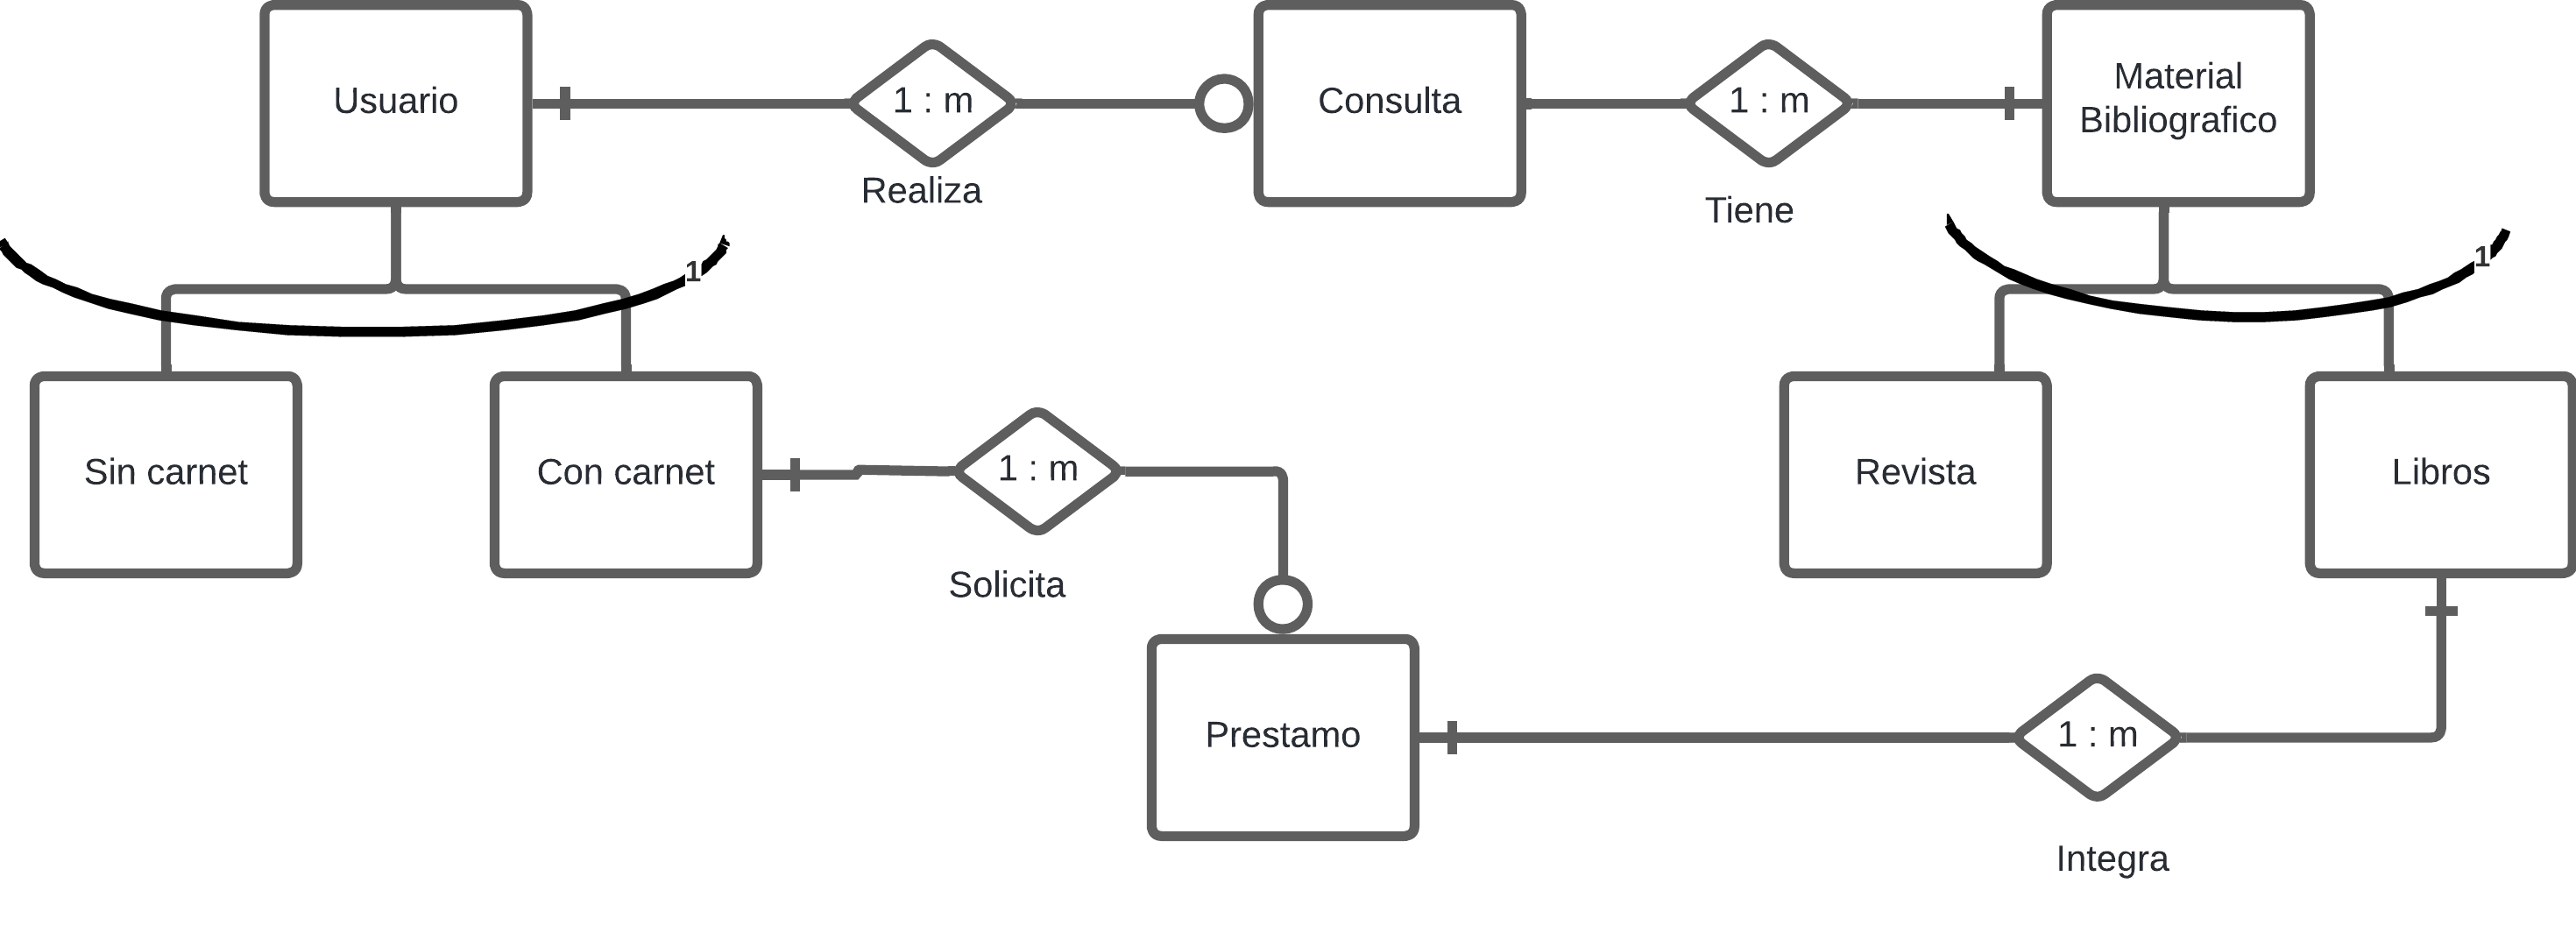 Usuario
1 : m
Realiza
Consulta
1 : m
Tiene
Material
Bibliografico
1
1
Sin carnet
Con carnet
1 : m
Solicita
Revista
Libros
Prestamo
1 : m
Integra